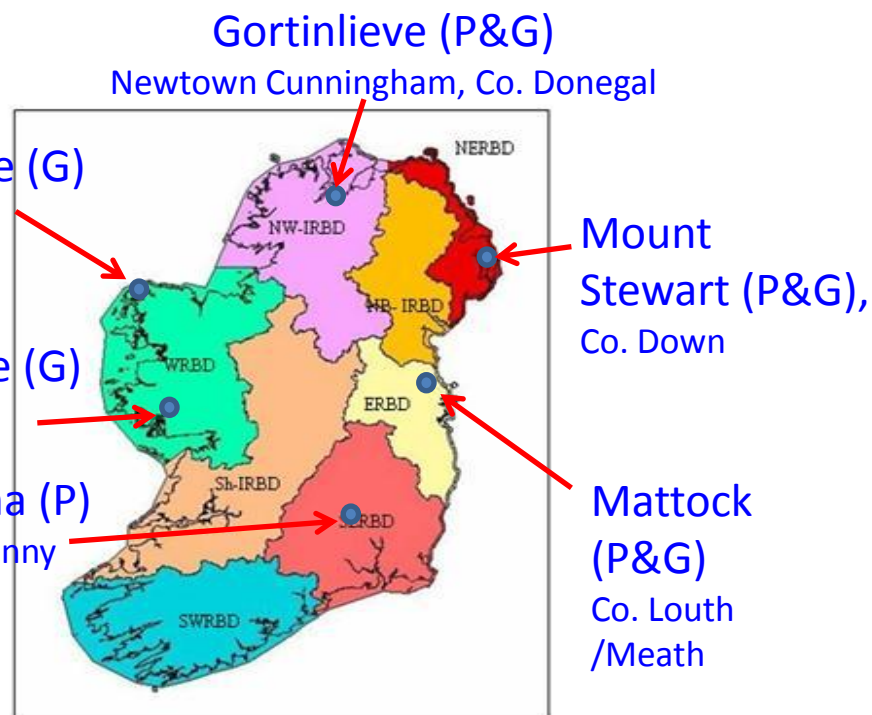 Gortinlieve (P&G)
Newtown Cunningham, Co. Donegal
NERBD
e (G)
NW-IRBD
Mount
Stewart (P&G),
Co. Down
NB- IRBD
e (G)
WRBD
ERBD
Sh-IRBD
na (P)
nny
SERBD
Mattock
(P&G)
Co. Louth
/Meath
SWRBD